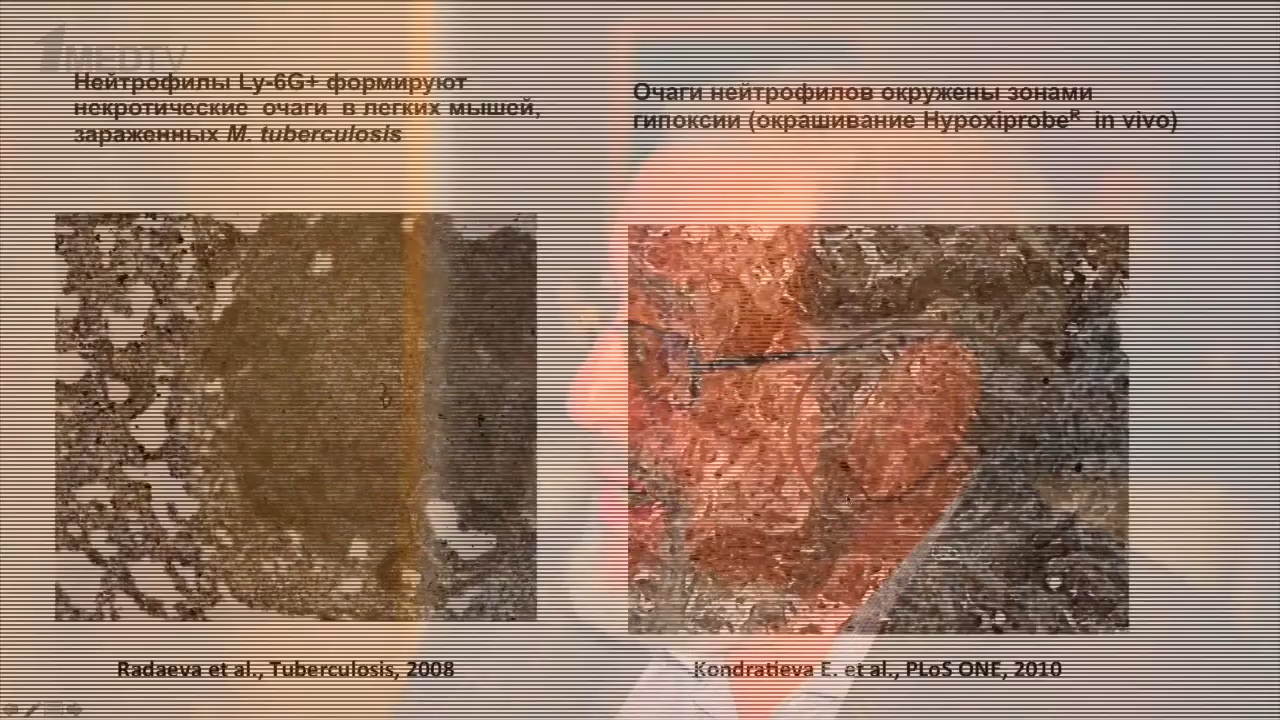 1MEDTV
Нейтрофилы Ly-6G+ формируют
некротические очаги в легких мышей,
зараженных M. tuberculosis
Очаги нейтрофилов окружены зонами
гипоксии (окрашивание Hypoxiprobeᴿ in vivo)
Radaeva et al., Tuberculosis, 2008
Kondratieva E. et al., PLoS ONE, 2010